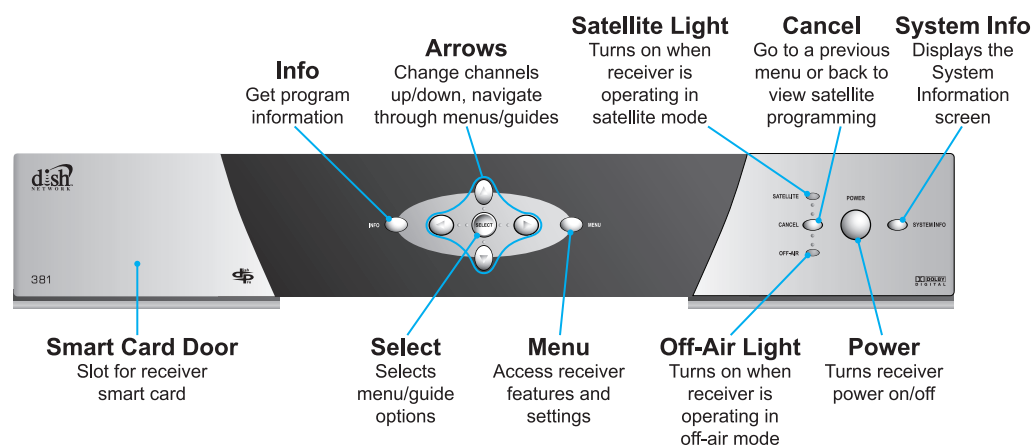 Info
Get program
information
Arrows
Change channels
up/down, navigate
through menus/guides
Satellite Light
Turns on when
receiver is
operating in
satellite mode
Cancel
Go to a previous
menu or back to
view satellite
programming
System Info
Displays the
System
Information
screen
dish
NETWORK
381
INFO
SELECT
MENU
SATELLITE
CANCEL
OFF-AIR
POWER
SYSTEM INFO
DOLBY
DIGITAL
Smart Card Door
Slot for receiver
smart card
Select
Selects
menu/guide
options
Menu
Access receiver
features and
settings
Off-Air Light
Turns on when
receiver is
operating in
off-air mode
Power
Turns receiver
power on/off